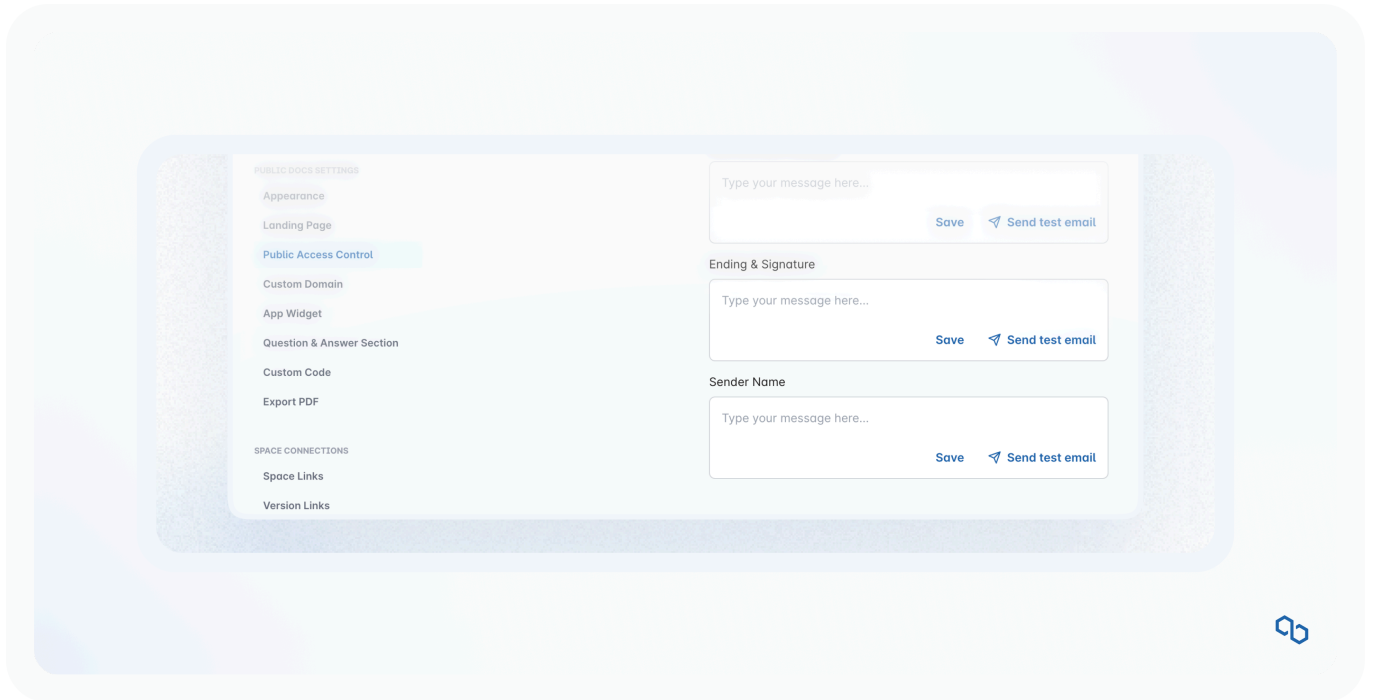 PUBLIC DOCS SETTINGS
Appearance
Landing Page
Public Access Control
Custom Domain
App Widget
Question & Answer Section
Custom Code
Export PDF
SPACE CONNECTIONS
Space Links
Version Links
Type your message here...
Save Send test email
Ending & Signature
Type your message here...
Save Send test email
Sender Name
Type your message here...
Save Send test email